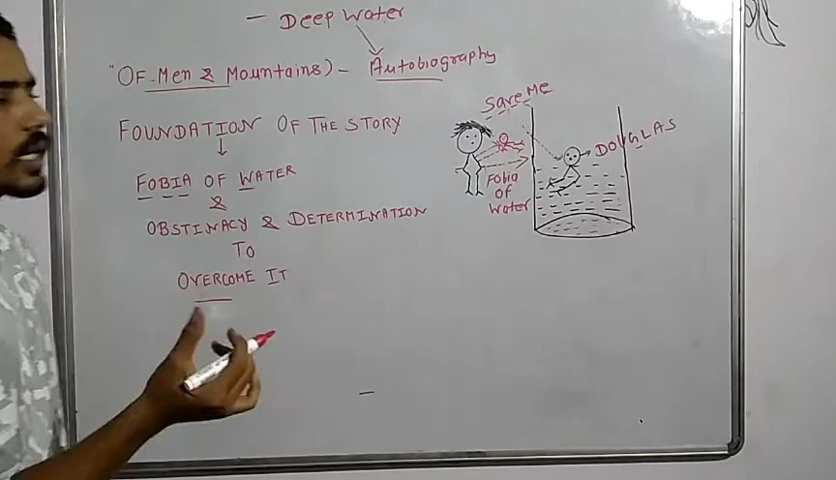 - Deep Water
"Of Men & Mountains) - Autobiography
FOUNDATION OF THE STORY
FOBIA OF WATER
&
OBSTINACY & DETERMINATION
TO
OVERCOME IT
Save Me
DOUGLAS
Fobia
of
Water